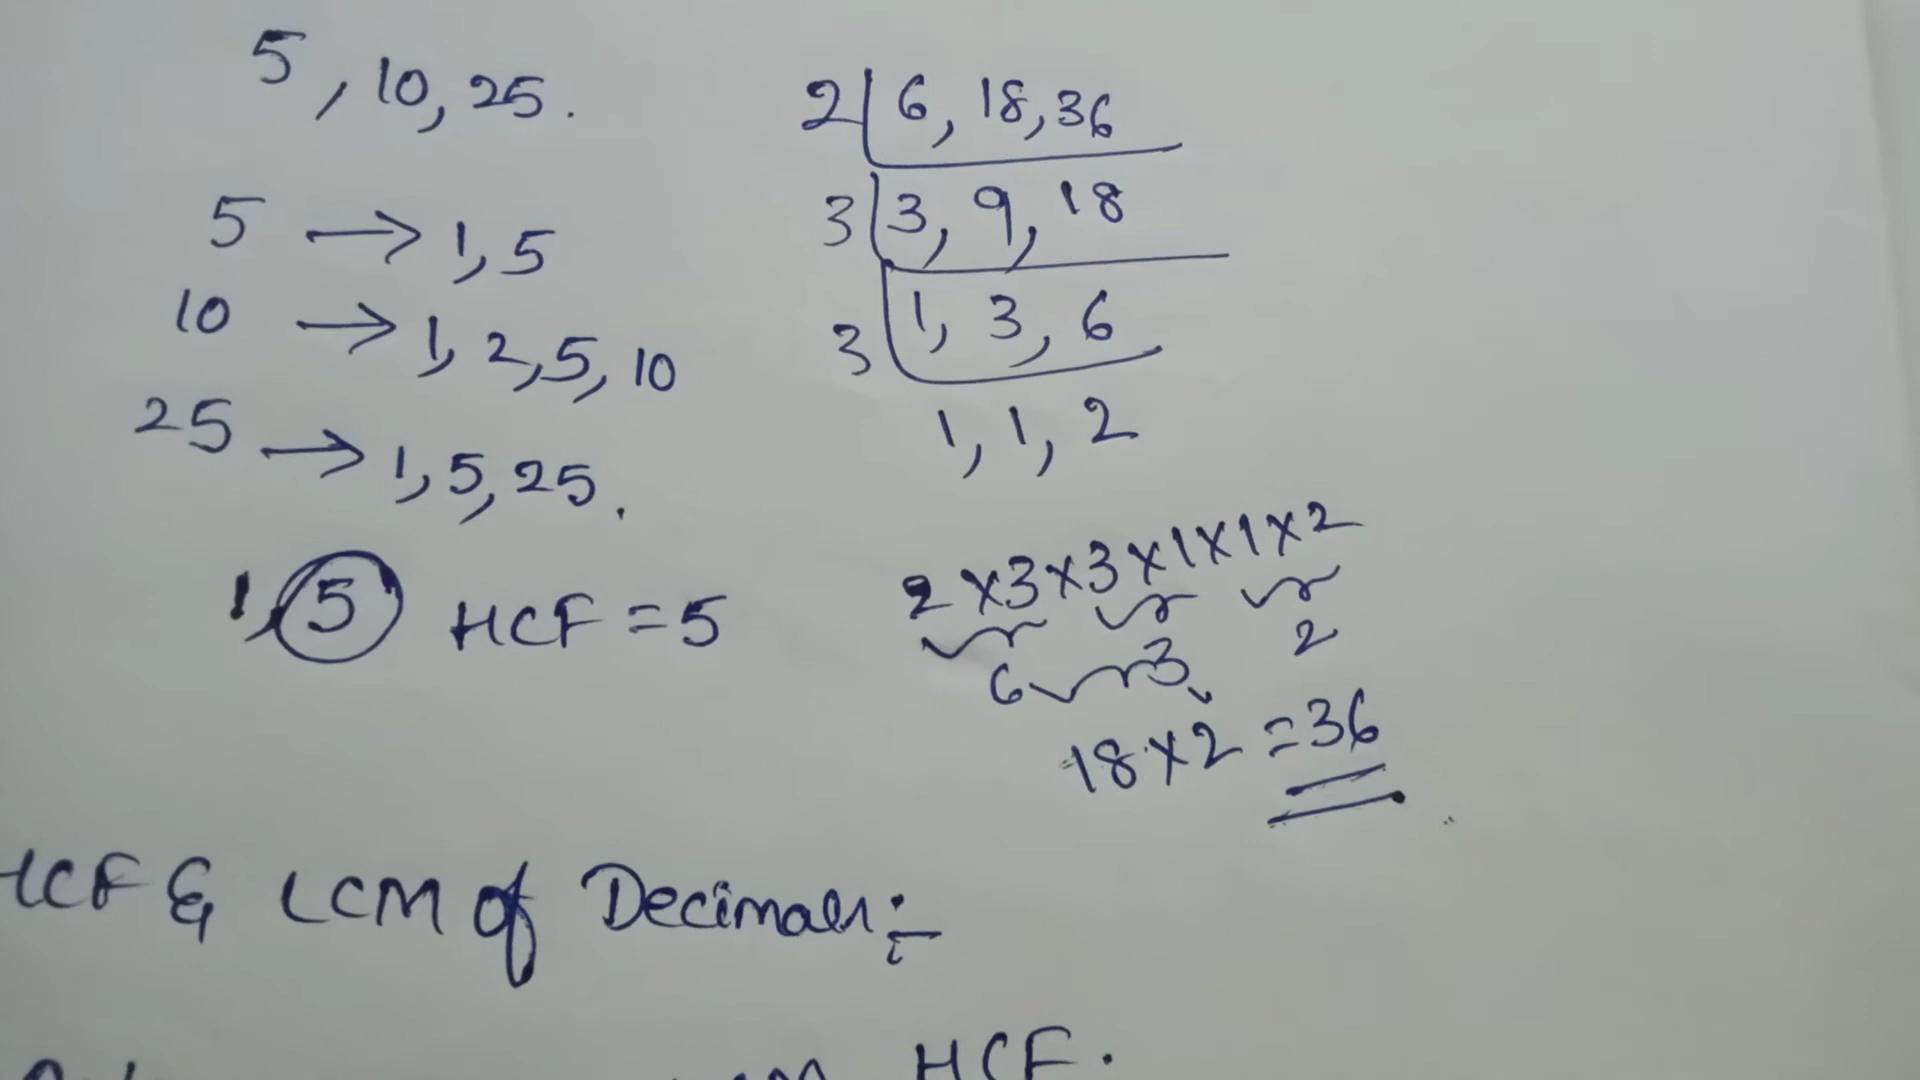 5, 10, 25.
5 → 1, 5
10 → 1, 2, 5, 10
25 → 1, 5, 25.
1, 5 HCF = 5
2 | 6, 18, 36
3 | 3, 9, 18
3 | 1, 3, 6
1, 1, 2
2 × 3 × 3 × 1 × 1 × 2
6 3 2
18 × 2 = 36
HCF & LCM of Decimals:-
HCF.